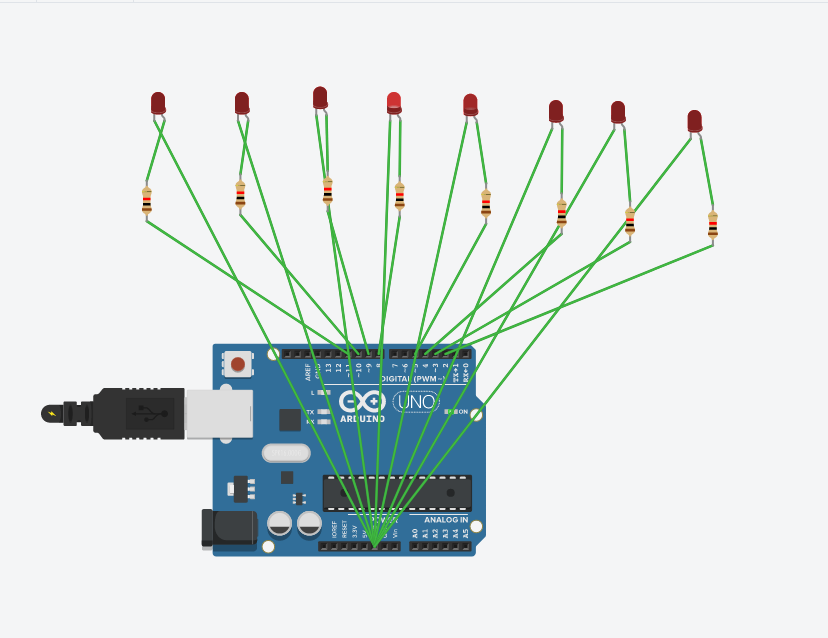 AREF
GND
13
12
~11
~10
~9
8
7
~6
~5
4
~3
2
TX→1
RX←0
DIGITAL (PWM~)
L
TX
RX
ON
UNO
ARDUINO
POWER
ANALOG IN
IOREF
RESET
3.3V
5V
Vin
A0
A1
A2
A3
A4
A5